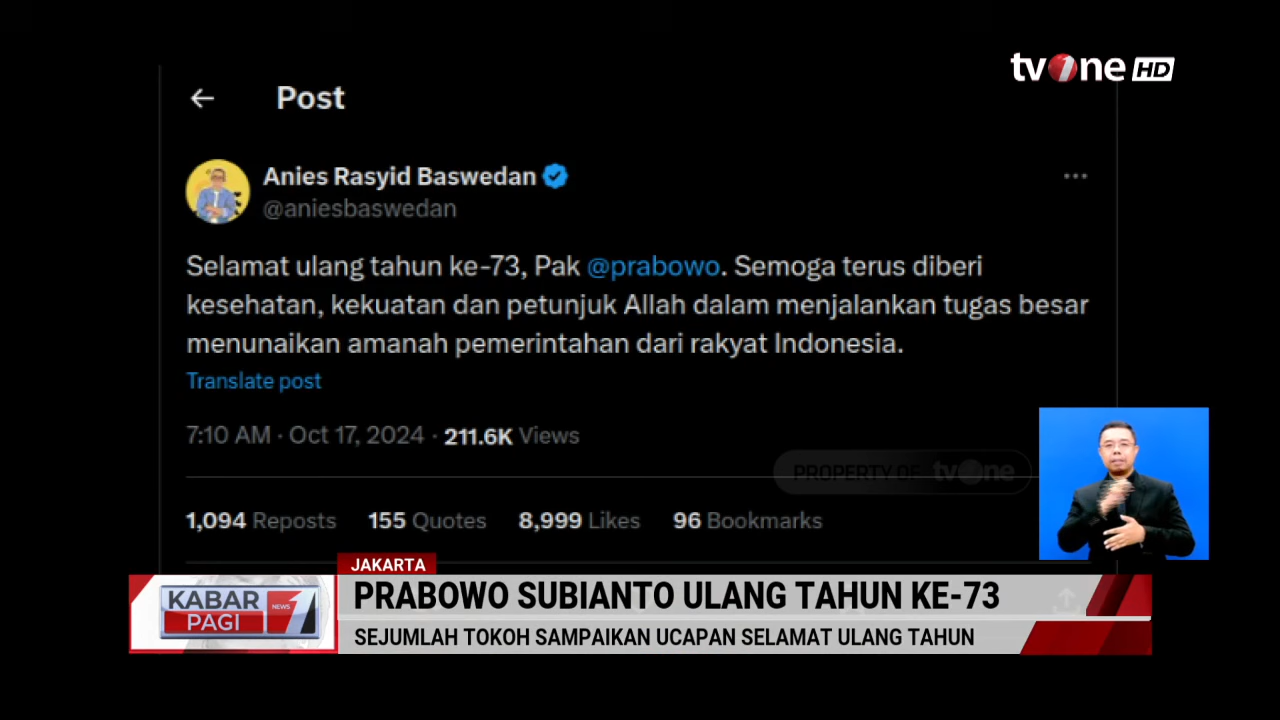 tvOne HD
Post
Anies Rasyid Baswedan
@aniesbaswedan
Selamat ulang tahun ke-73, Pak @prabowo. Semoga terus diberi
kesehatan, kekuatan dan petunjuk Allah dalam menjalankan tugas besar
menunaikan amanah pemerintahan dari rakyat Indonesia.
Translate post
7:10 AM · Oct 17, 2024 · 211.6K Views
PROPERTY OF tvOne
1,094 Reposts 155 Quotes 8,999 Likes 96 Bookmarks
JAKARTA
KABAR PAGI
NEWS 1
PRABOWO SUBIANTO ULANG TAHUN KE-73
SEJUMLAH TOKOH SAMPAIKAN UCAPAN SELAMAT ULANG TAHUN